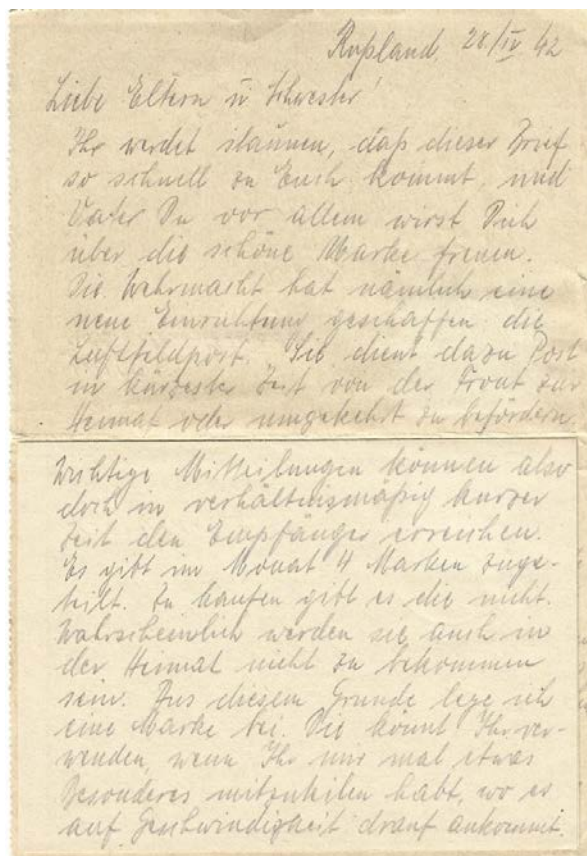 Rußland, 28./IV 42
Liebe Eltern u. Schwester!
Ihr werdet staunen, daß dieser Brief
so schnell zu Euch kommt, und
Vater Du vor allem wirst Dich
über die schöne Marke freuen.
Die Wehrmacht hat nämlich eine
neue Einrichtung geschaffen die
Luftfeldpost. Sie dient dazu Post
in kürzester Zeit von der Front zur
Heimat oder umgekehrt zu befördern.
Wichtige Mitteilungen können also
doch in verhältnismäßig kurzer
Zeit den Empfänger erreichen.
Es gibt im Monat 4 Marken zuge-
teilt. Zu kaufen gibt es die nicht.
Wahrscheinlich werden sie auch in
der Heimat nicht zu bekommen
sein. Aus diesem Grunde lege ich
eine Marke bei. Die könnt Ihr ver-
wenden, wenn Ihr mir mal etwas
Besonderes mitzuteilen habt, wo es
auf Geschwindigkeit drauf ankommt.